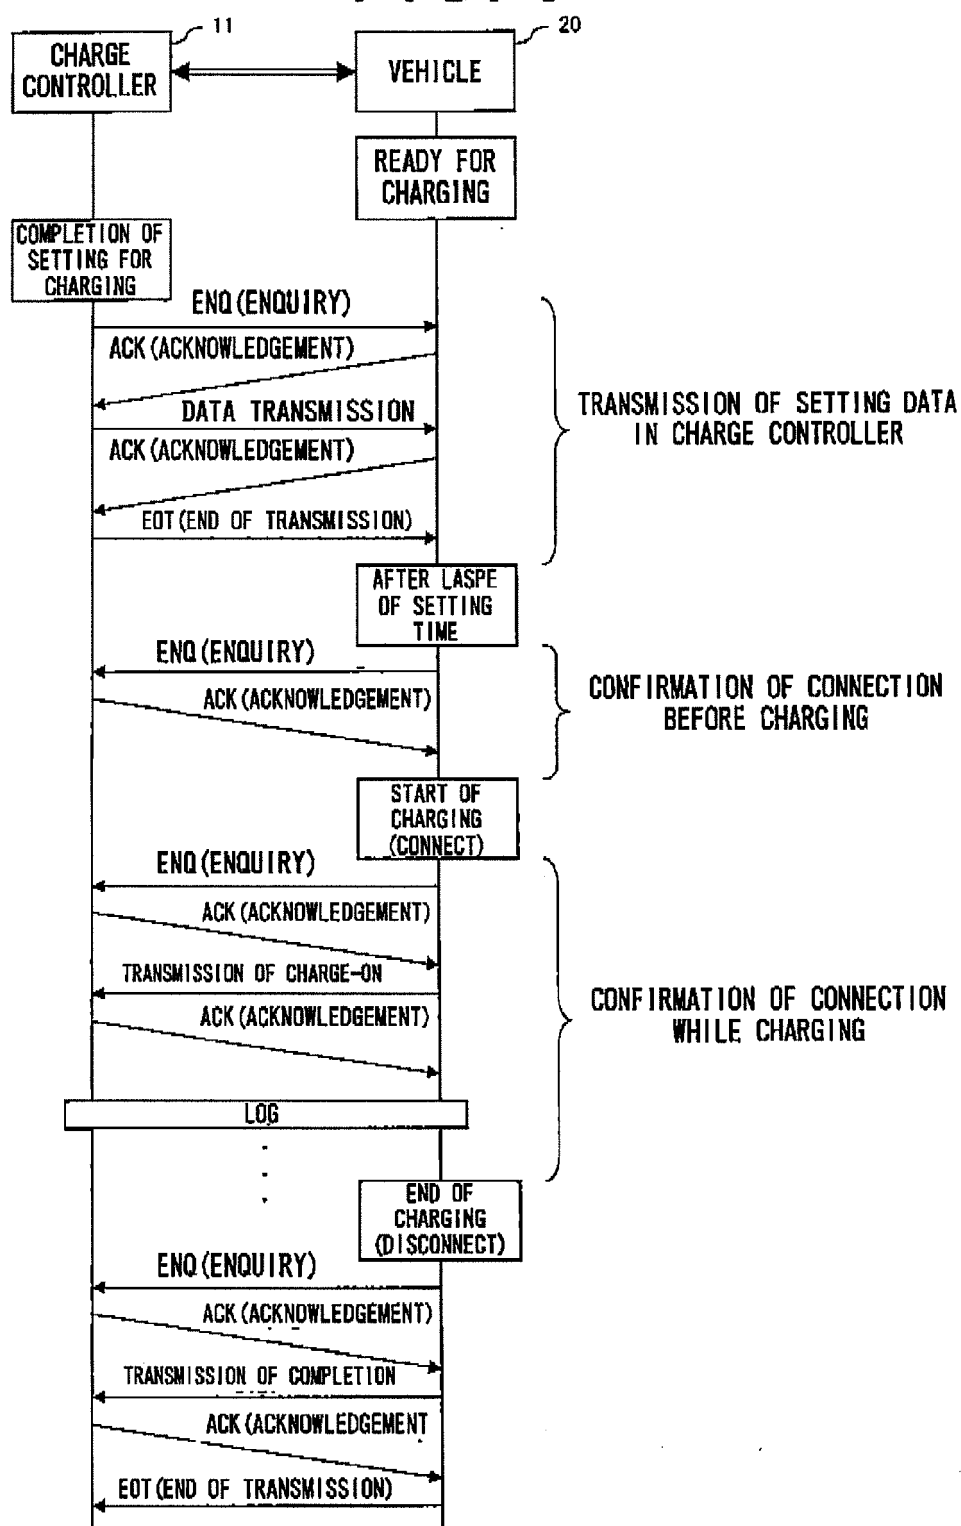 11
20
CHARGE
CONTROLLER
VEHICLE
READY FOR
CHARGING
COMPLETION OF
SETTING FOR
CHARGING
ENQ(ENQUIRY)
ACK(ACKNOWLEDGEMENT)
DATA TRANSMISSION
ACK(ACKNOWLEDGEMENT)
EOT(END OF TRANSMISSION)
TRANSMISSION OF SETTING DATA
IN CHARGE CONTROLLER
AFTER LASPE
OF SETTING
TIME
ENQ(ENQUIRY)
ACK(ACKNOWLEDGEMENT)
CONFIRMATION OF CONNECTION
BEFORE CHARGING
START OF
CHARGING
(CONNECT)
ENQ(ENQUIRY)
ACK(ACKNOWLEDGEMENT)
TRANSMISSION OF CHARGE-ON
ACK(ACKNOWLEDGEMENT)
CONFIRMATION OF CONNECTION
WHILE CHARGING
LOG
END OF
CHARGING
(DISCONNECT)
ENQ(ENQUIRY)
ACK(ACKNOWLEDGEMENT)
TRANSMISSION OF COMPLETION
ACK(ACKNOWLEDGEMENT
EOT(END OF TRANSMISSION)